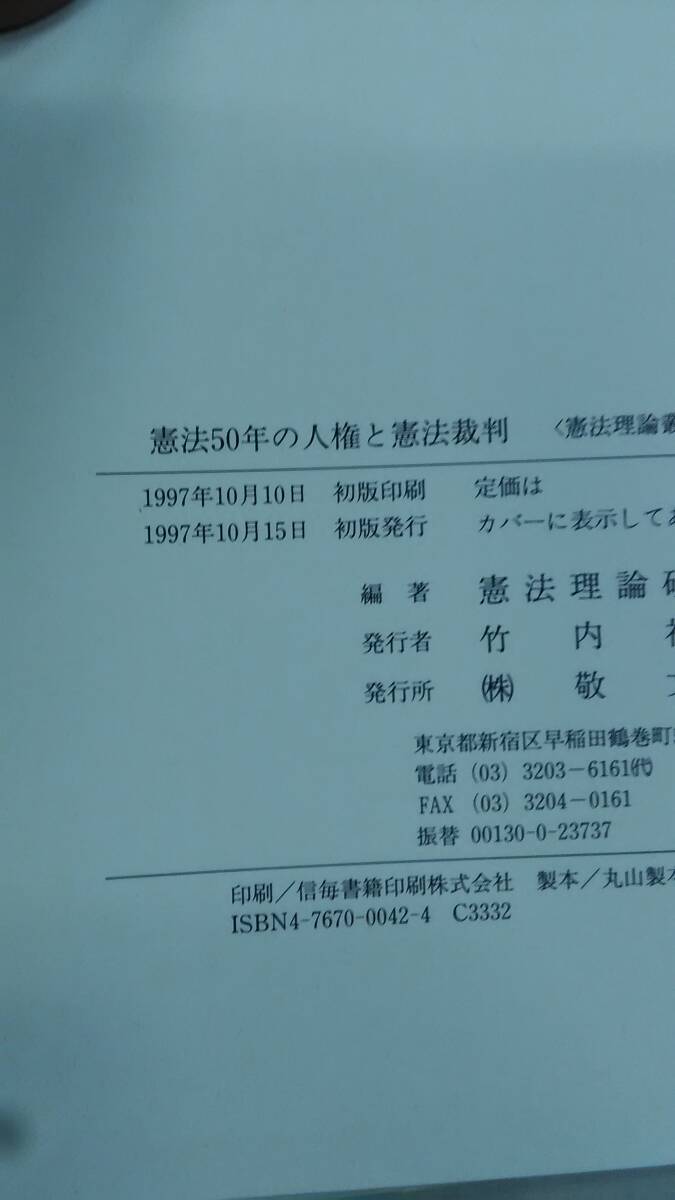 憲法50年の人権と憲法裁判 〈憲法理論叢
1997年10月10日 初版印刷 定価は
1997年10月15日 初版発行 カバーに表示してあ
編著 憲法理論研
発行者 竹内
発行所 ㈱ 敬文
東京都新宿区早稲田鶴巻町
電話 (03) 3203-6161㈹
FAX (03) 3204-0161
振替 00130-0-23737
印刷/信毎書籍印刷株式会社 製本/丸山製本
ISBN4-7670-0042-4 C3332